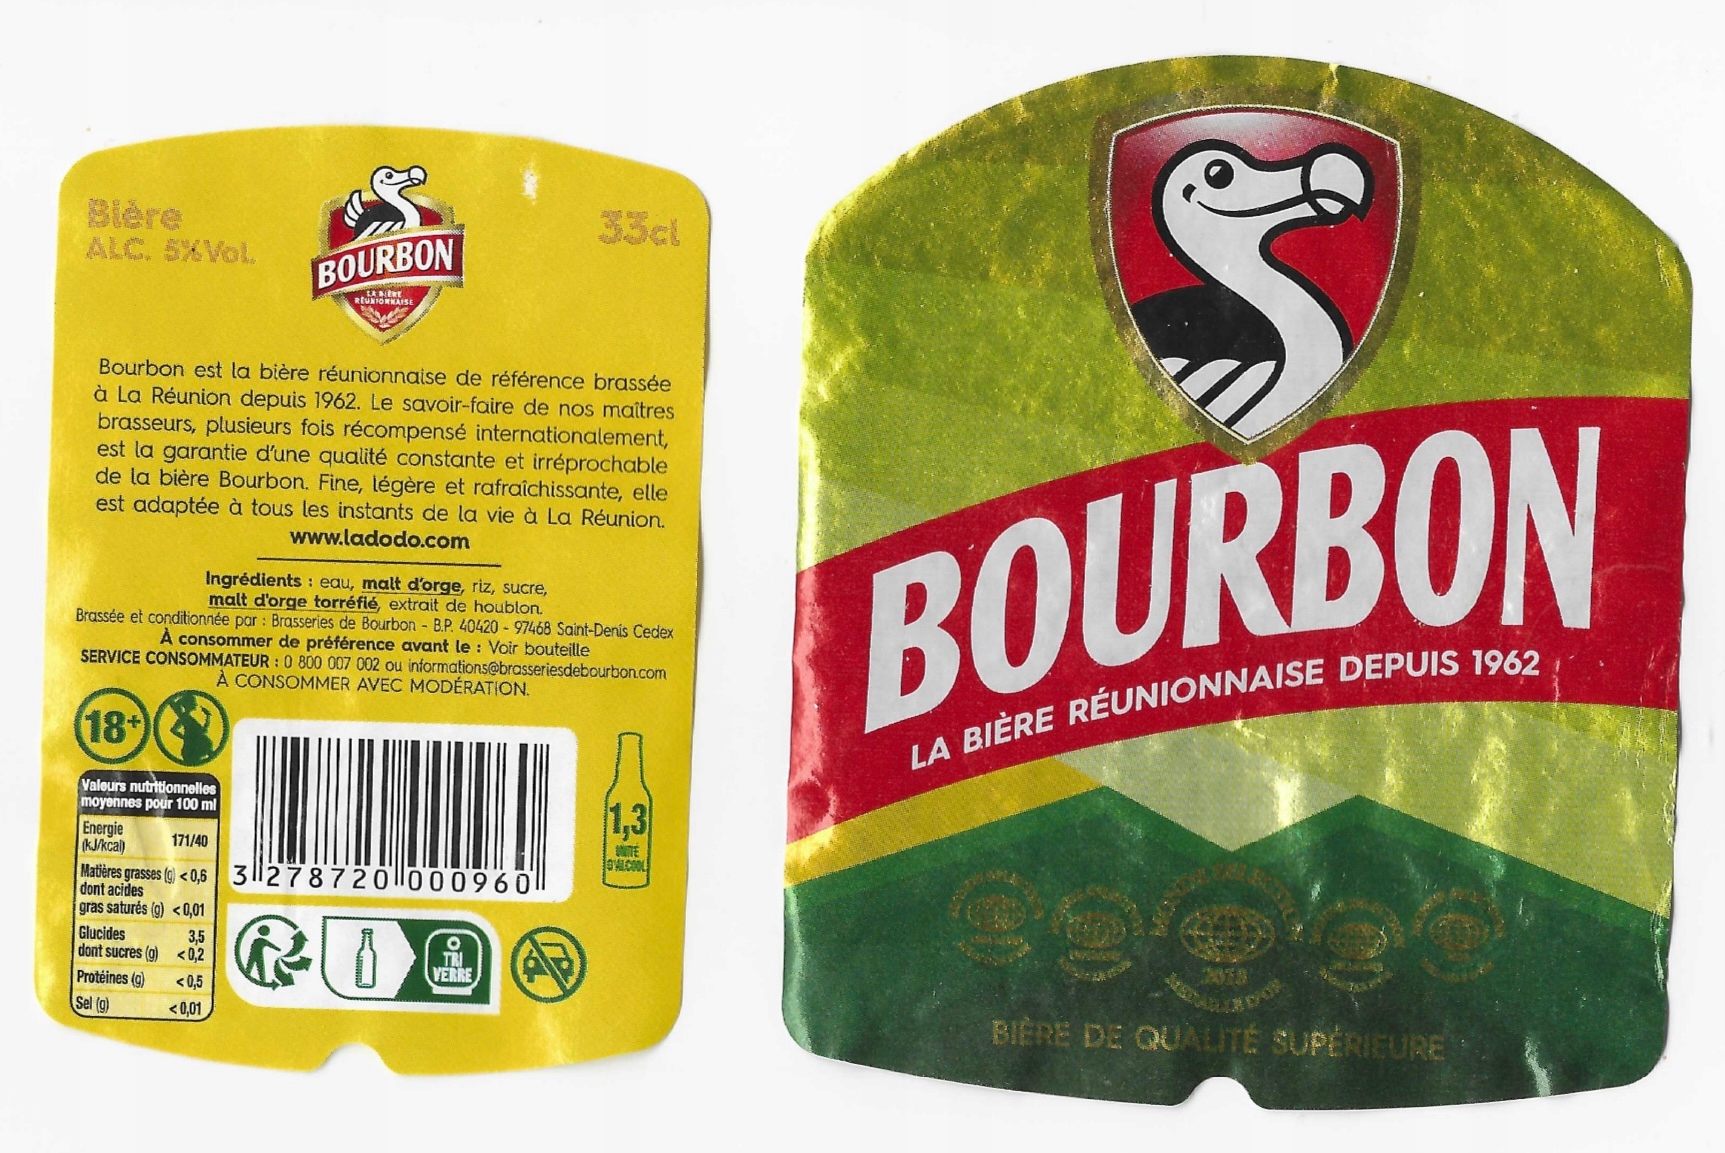 Bière
ALC. 5%Vol.
BOURBON
LA BIÈRE
RÉUNIONNAISE
33cl
Bourbon est la bière réunionnaise de référence brassée
à La Réunion depuis 1962. Le savoir-faire de nos maîtres
brasseurs, plusieurs fois récompensé internationalement,
est la garantie d'une qualité constante et irréprochable
de la bière Bourbon. Fine, légère et rafraîchissante, elle
est adaptée à tous les instants de la vie à La Réunion.
www.ladodo.com
Ingrédients : eau, malt d'orge, riz, sucre,
malt d'orge torréfié, extrait de houblon.
Brassée et conditionnée par : Brasseries de Bourbon - B.P. 40420 - 97468 Saint-Denis Cedex
À consommer de préférence avant le : Voir bouteille
SERVICE CONSOMMATEUR : 0 800 007 002 ou informations@brasseriesdebourbon.com
À CONSOMMER AVEC MODÉRATION.
18+
Valeurs nutritionnelles
moyennes pour 100 ml
Energie
(kJ/kcal) 171/40
Matières grasses (g) < 0,6
dont acides
gras saturés (g) < 0,01
Glucides 3,5
dont sucres (g) < 0,2
Protéines (g) < 0,5
Sel (g) < 0,01
3 278720 000960
1,3
UNITÉ
D'ALCOOL
TRI
VERRE
BOURBON
LA BIÈRE RÉUNIONNAISE DEPUIS 1962
MONDE SELECTION
2018
MÉDAILLE D'OR
BIÈRE DE QUALITÉ SUPÉRIEURE